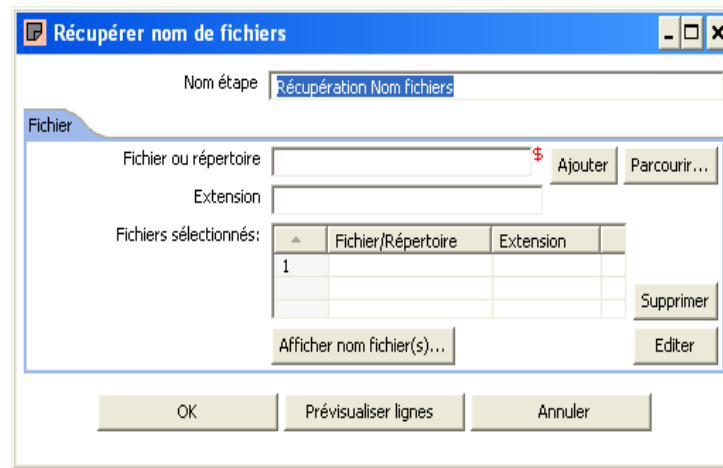 Récupérer nom de fichiers
Nom étape Récupération Nom fichiers
Fichier
Fichier ou répertoire $ Ajouter Parcourir...
Extension
Fichiers sélectionnés: Fichier/Répertoire Extension
1
Supprimer
Afficher nom fichier(s)... Editer
OK Prévisualiser lignes Annuler